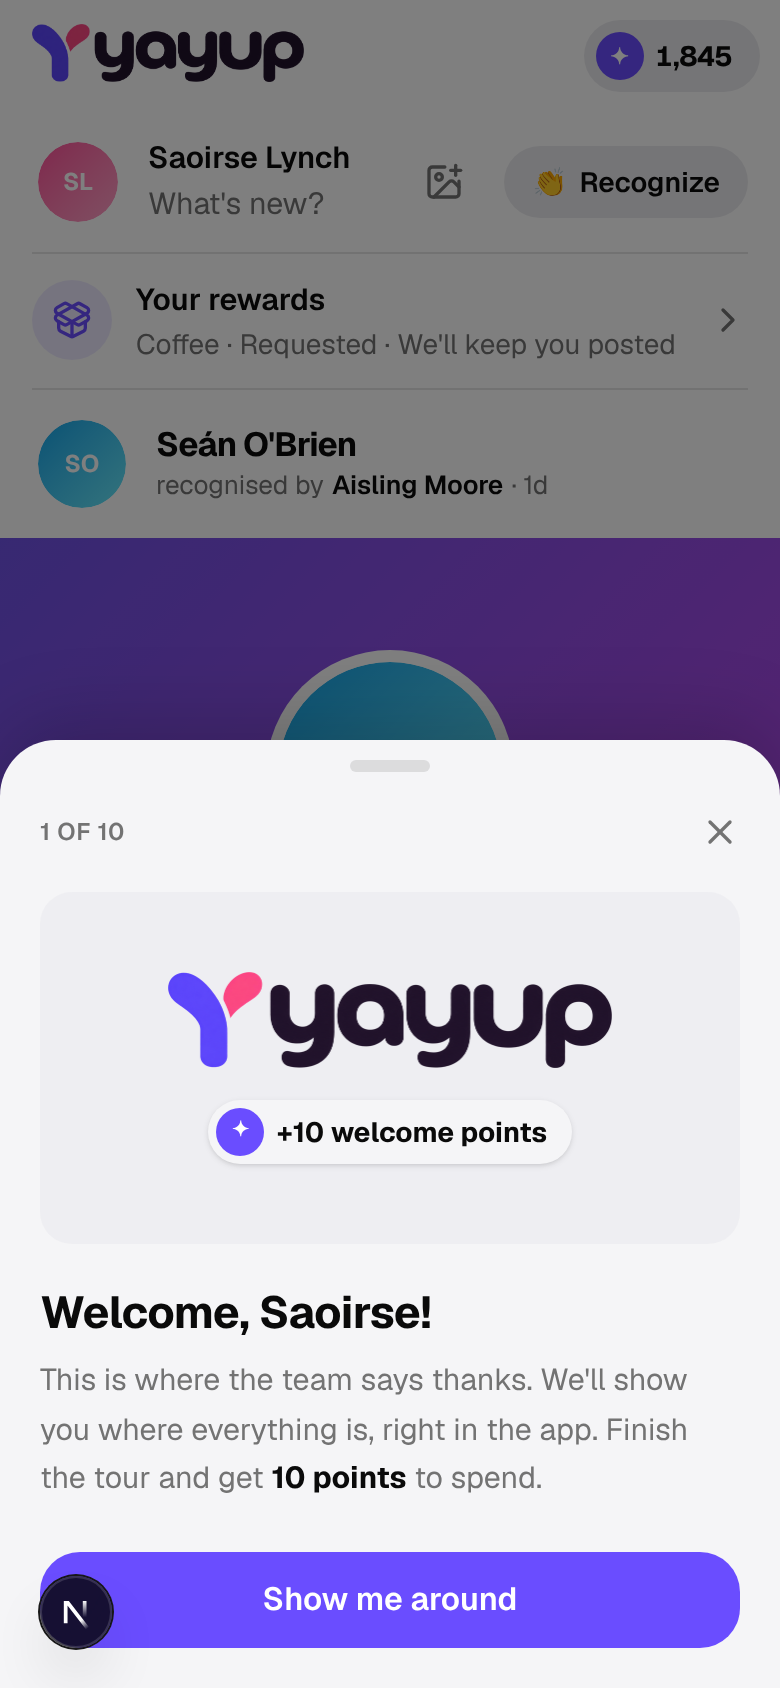 yayup
1,845
SL
Saoirse Lynch
What's new?
👏 Recognize
Your rewards
Coffee · Requested · We'll keep you posted
SO
Seán O'Brien
recognised by Aisling Moore · 1d
1 OF 10
yayup
+10 welcome points
Welcome, Saoirse!
This is where the team says thanks. We'll show
you where everything is, right in the app. Finish
the tour and get 10 points to spend.
Show me around
N